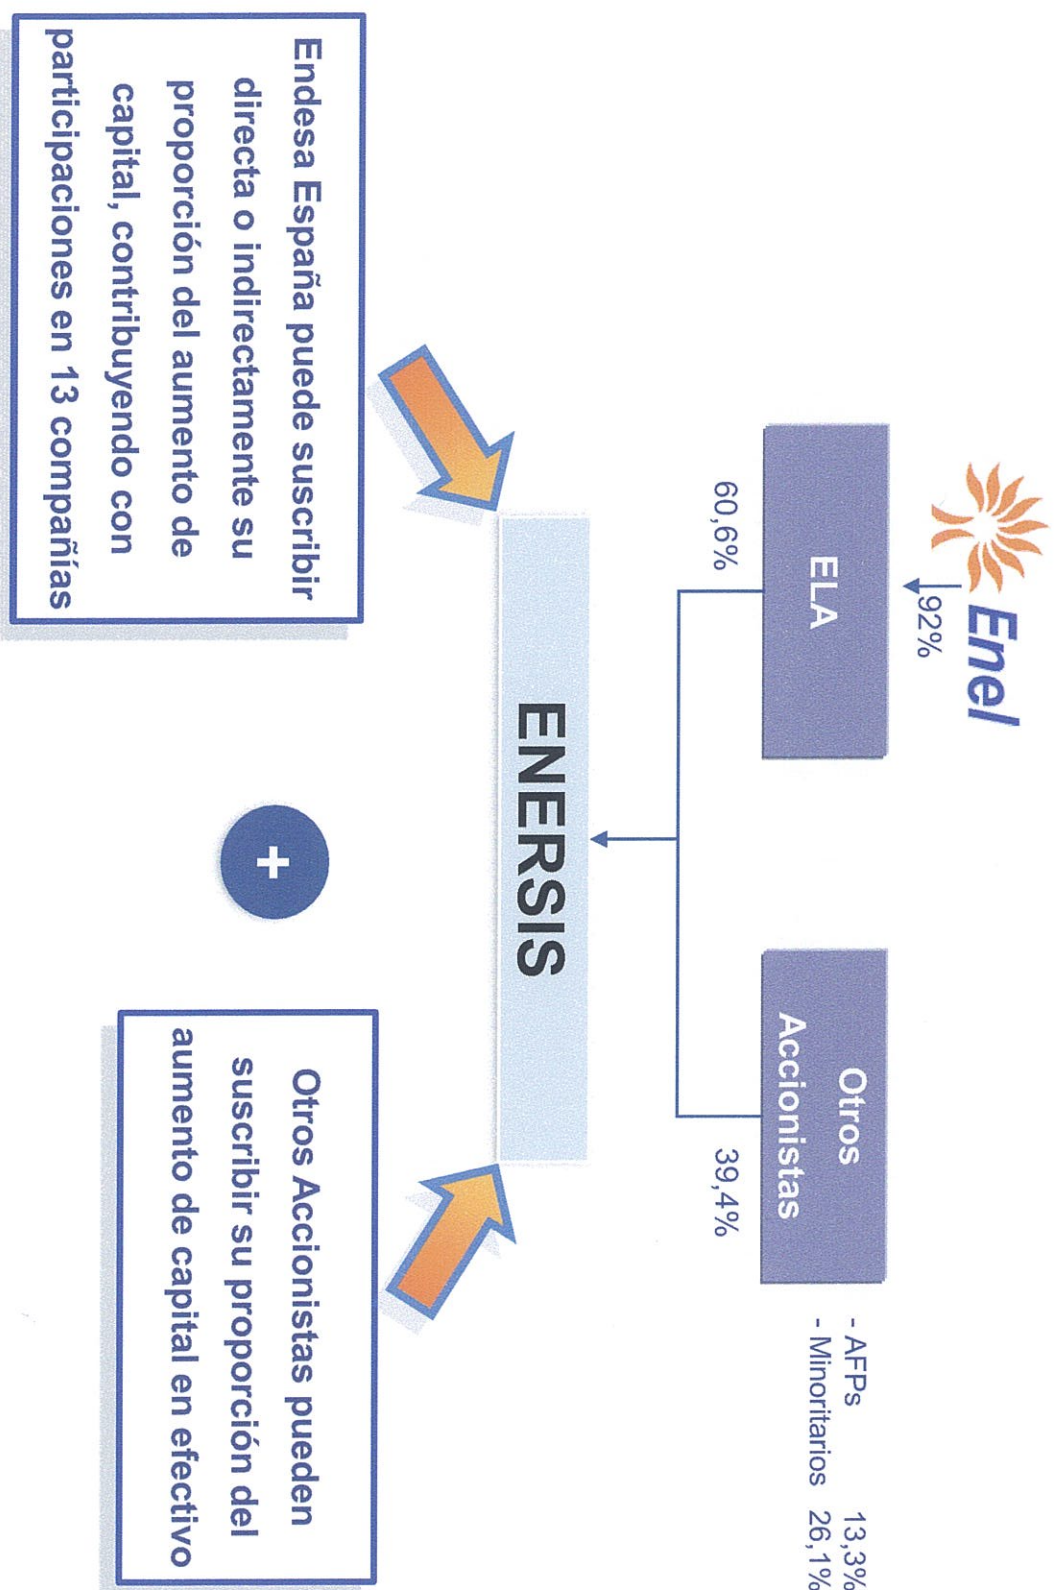 Enel
92%
ELA
Otros
Accionistas
- AFPs 13,3%
- Minoritarios 26,1%
60,6%
39,4%
ENERSIS
Endesa España puede suscribir
directa o indirectamente su
proporción del aumento de
capital, contribuyendo con
participaciones en 13 compañías
+
Otros Accionistas pueden
suscribir su proporción del
aumento de capital en efectivo